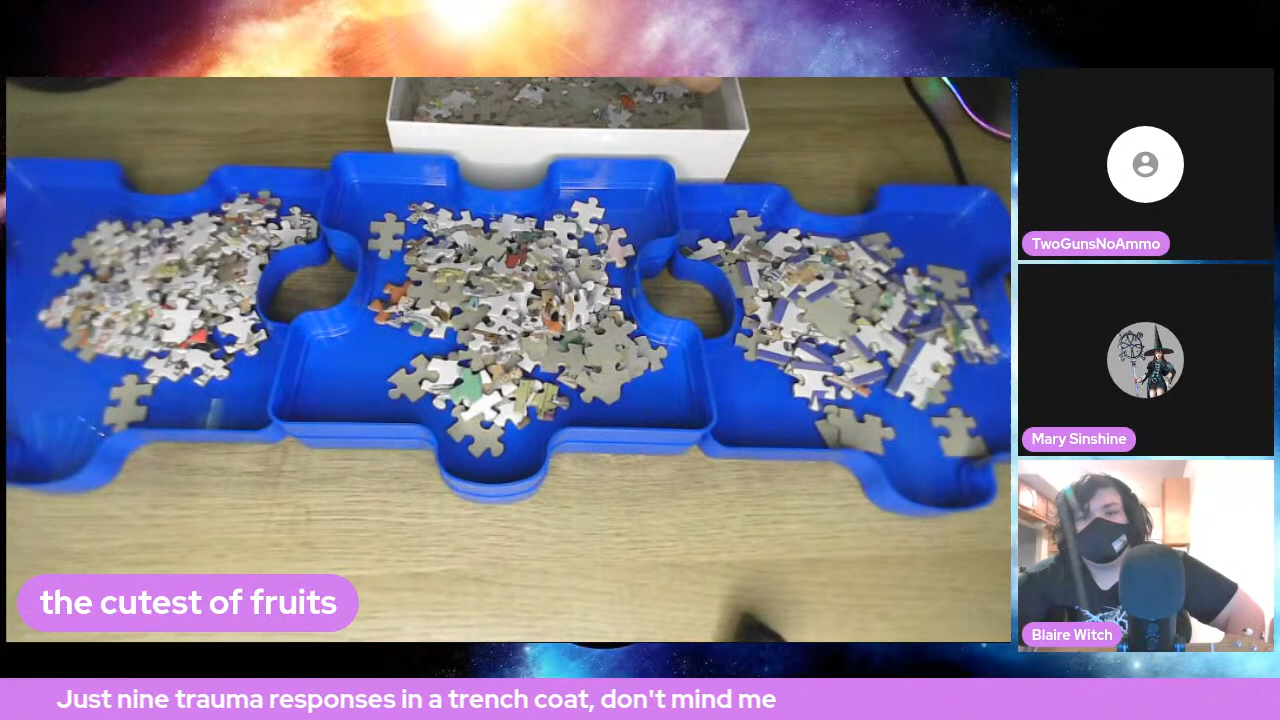 TwoGunsNoAmmo
Mary Sinshine
the cutest of fruits
Blaire Witch
Just nine trauma responses in a trench coat, don't mind me